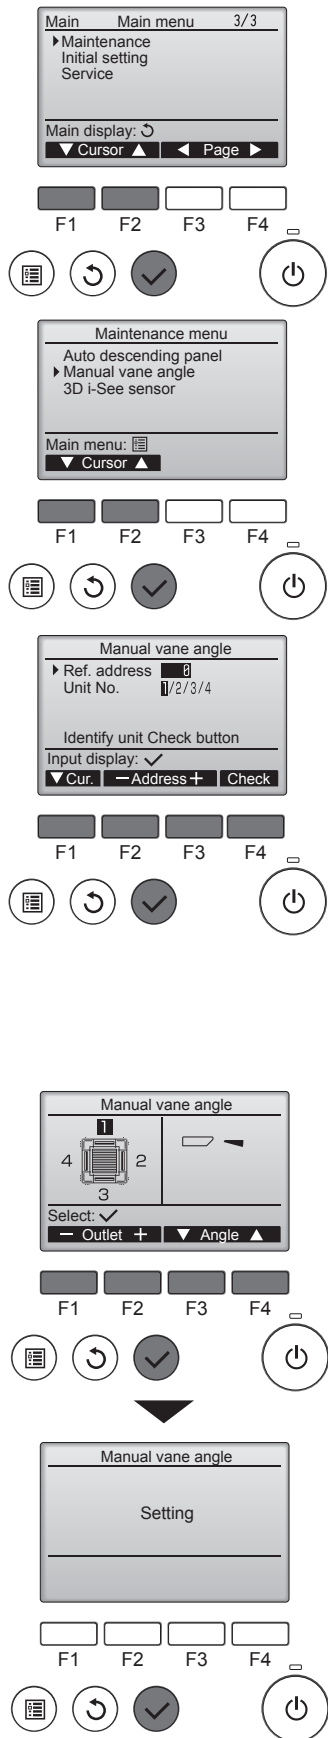 Main Main menu 3/3
Maintenance
Initial setting
Service
Main display:
▼ Cursor ▲ ◀ Page ▶
F1 F2 F3 F4
Maintenance menu
Auto descending panel
Manual vane angle
3D i-See sensor
Main menu:
▼ Cursor ▲
F1 F2 F3 F4
Manual vane angle
Ref. address 0
Unit No. 1/2/3/4
Identify unit Check button
Input display: ✓
▼Cur. −Address+ Check
F1 F2 F3 F4
Manual vane angle
1
4 2
3
Select: ✓
− Outlet + ▼ Angle ▲
F1 F2 F3 F4
Manual vane angle
Setting
F1 F2 F3 F4